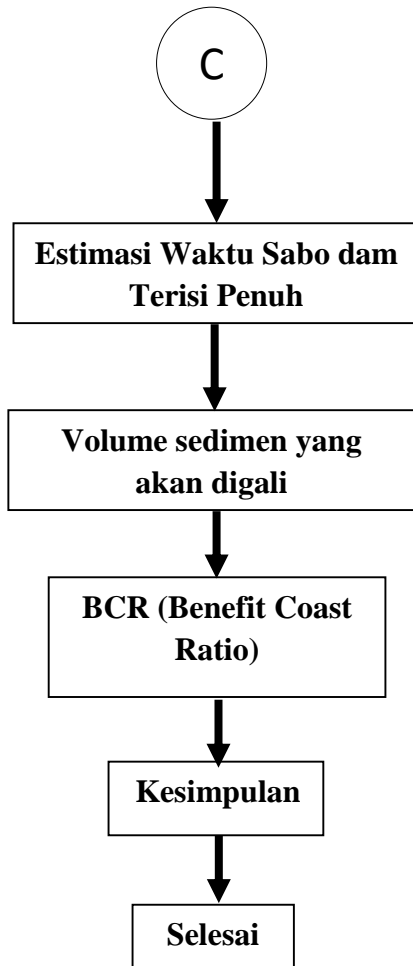 C
Estimasi Waktu Sabo dam
Terisi Penuh
Volume sedimen yang
akan digali
BCR (Benefit Coast
Ratio)
Kesimpulan
Selesai